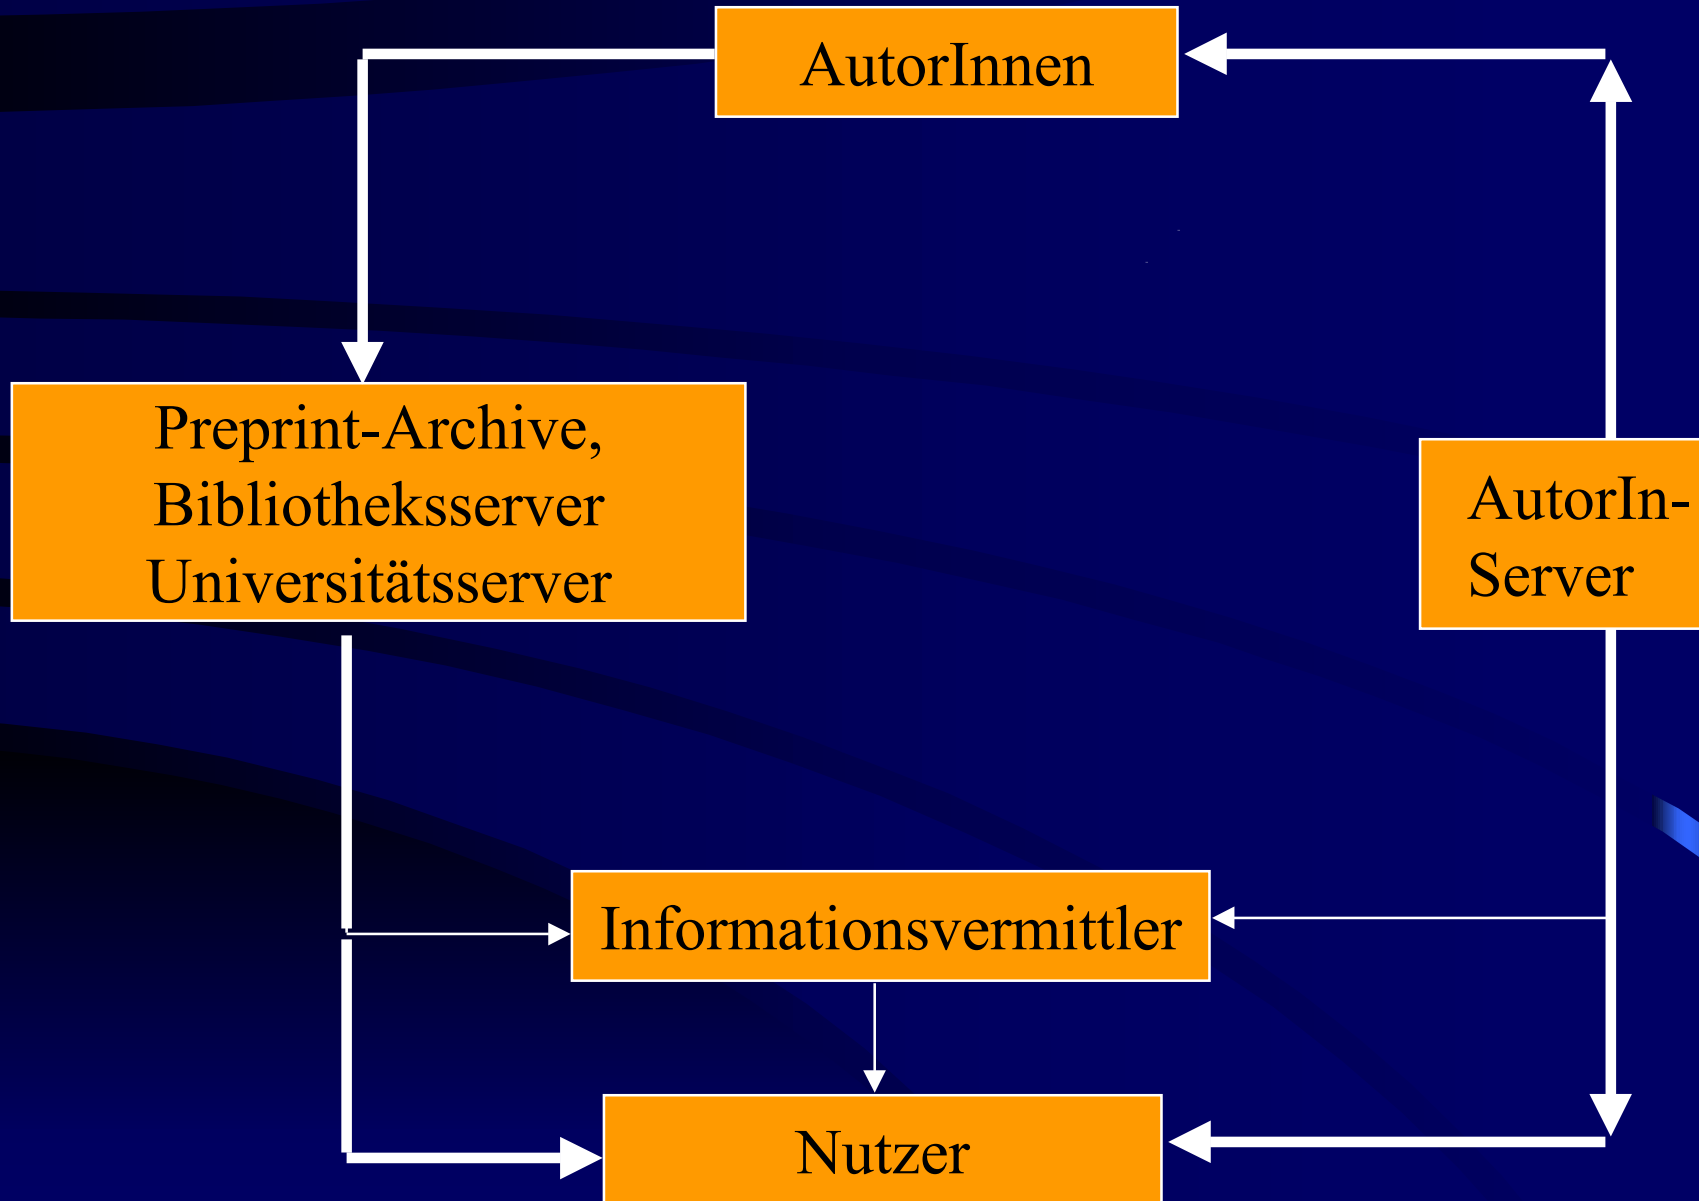 AutorInnen
Preprint-Archive,
Bibliotheksserver
Universitätsserver
AutorIn-
Server
Informationsvermittler
Nutzer